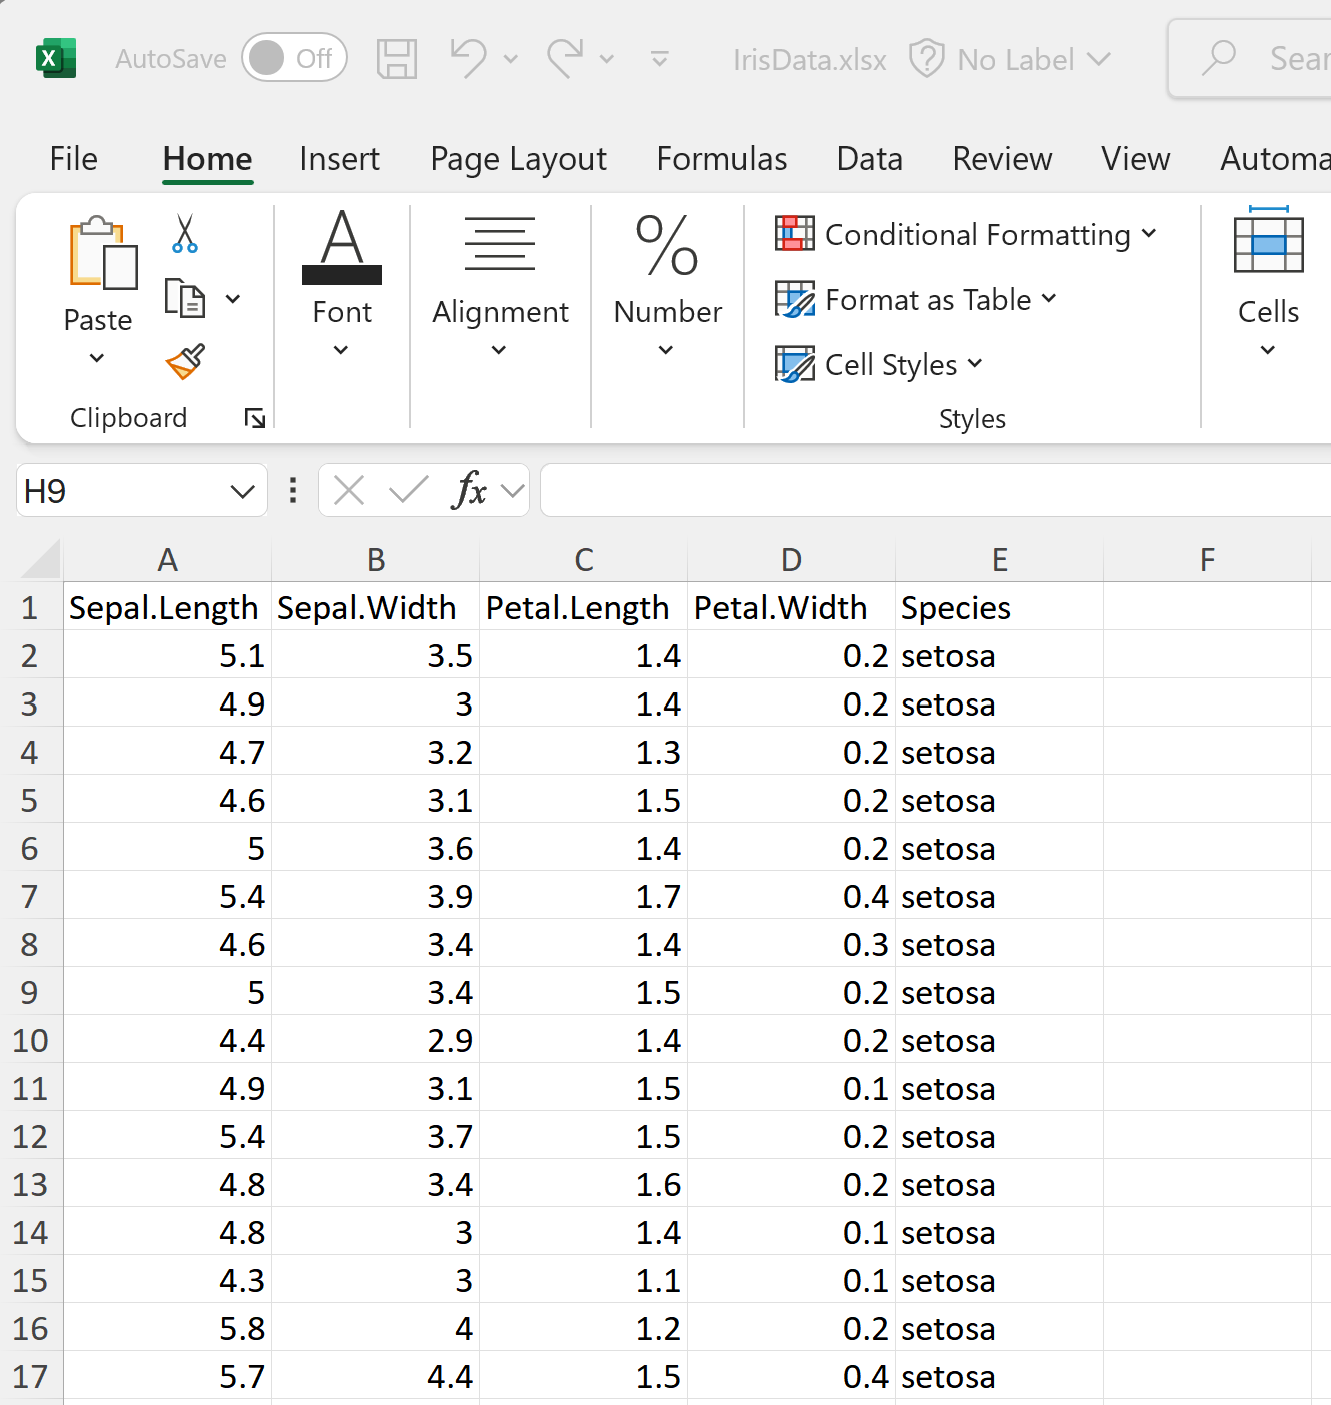 X AutoSave Off IrisData.xlsx No Label Sear
File Home Insert Page Layout Formulas Data Review View Automa
Paste Font Alignment Number Conditional Formatting Format as Table Cell Styles Cells
Clipboard Styles
H9 fx
A B C D E F
1 Sepal.Length Sepal.Width Petal.Length Petal.Width Species
2 5.1 3.5 1.4 0.2 setosa
3 4.9 3 1.4 0.2 setosa
4 4.7 3.2 1.3 0.2 setosa
5 4.6 3.1 1.5 0.2 setosa
6 5 3.6 1.4 0.2 setosa
7 5.4 3.9 1.7 0.4 setosa
8 4.6 3.4 1.4 0.3 setosa
9 5 3.4 1.5 0.2 setosa
10 4.4 2.9 1.4 0.2 setosa
11 4.9 3.1 1.5 0.1 setosa
12 5.4 3.7 1.5 0.2 setosa
13 4.8 3.4 1.6 0.2 setosa
14 4.8 3 1.4 0.1 setosa
15 4.3 3 1.1 0.1 setosa
16 5.8 4 1.2 0.2 setosa
17 5.7 4.4 1.5 0.4 setosa